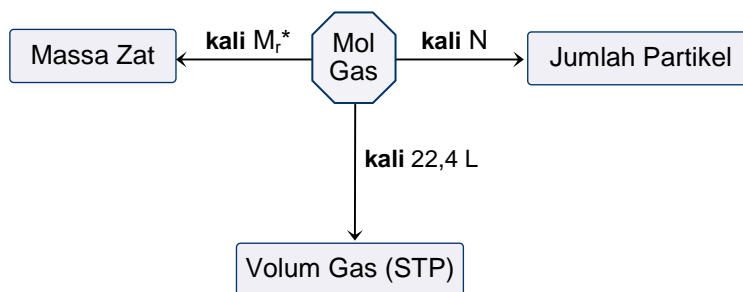 kali Mr*
Mol
Gas
kali N
Massa Zat
Jumlah Partikel
kali 22,4 L
Volum Gas (STP)